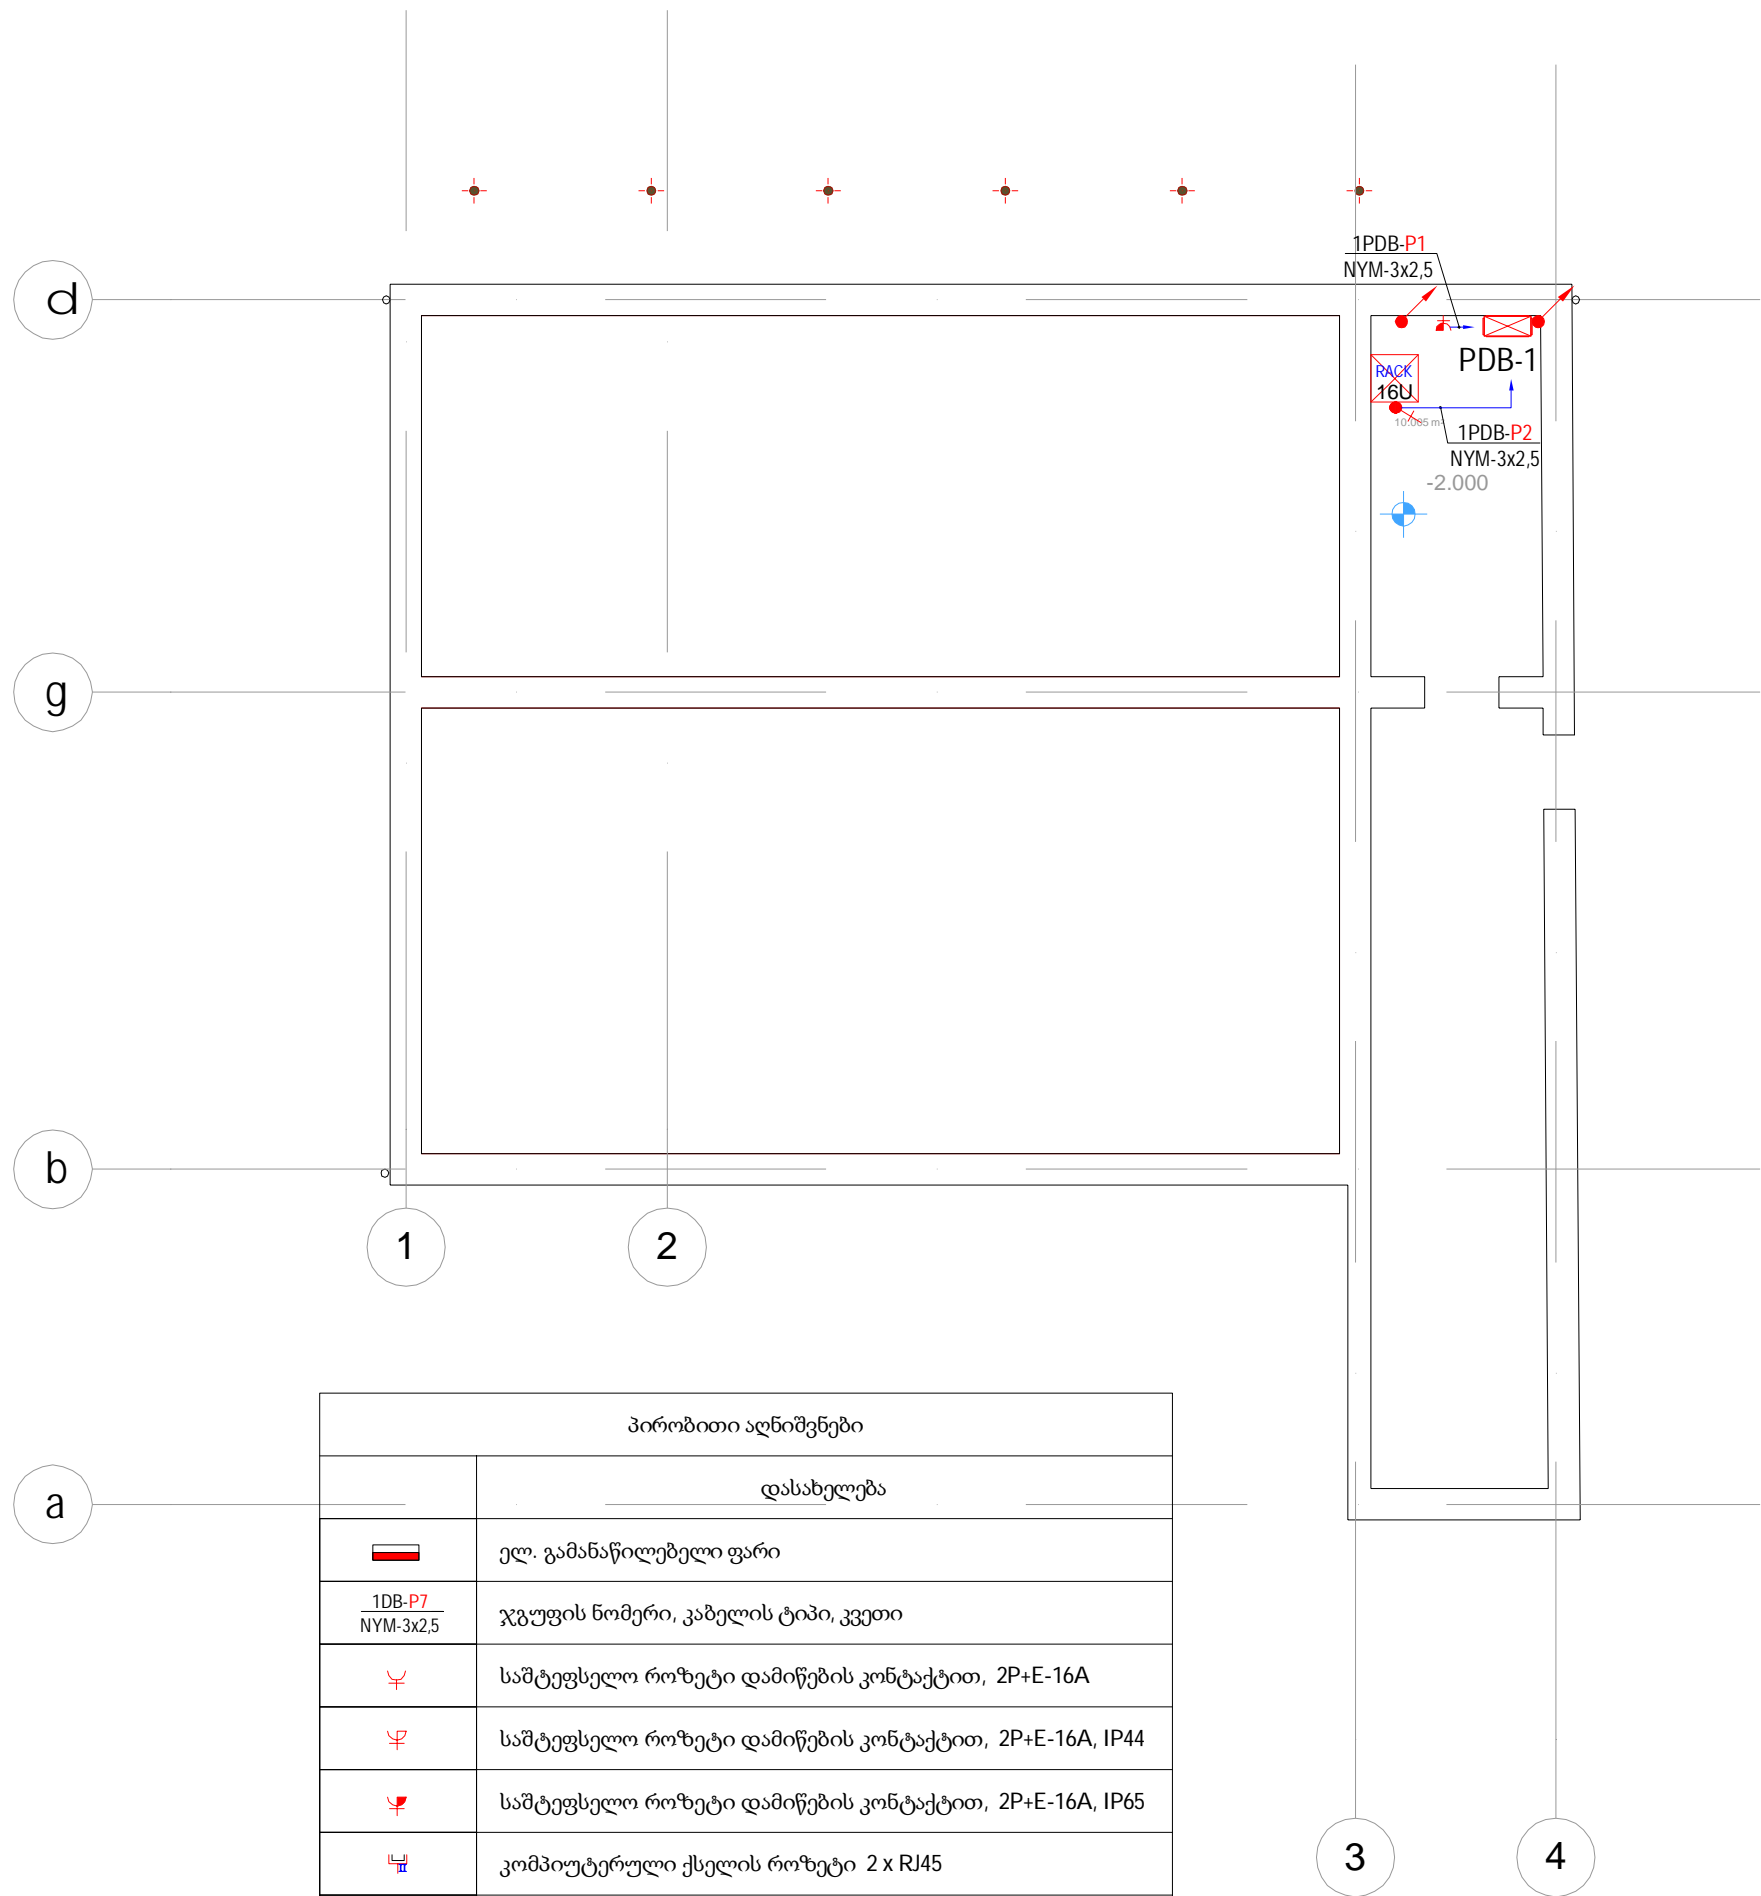 1PDB-P1
NYM-3x2,5
d
PDB-1
RACK
16U
10.005 m²
1PDB-P2
NYM-3x2,5
-2.000
g
b
1
2
პირობითი აღნიშვნები
დასახელება
a
ელ. გამანაწილებელი ფარი
1DB-P7
NYM-3x2,5
ჯგუფის ნომერი, კაბელის ტიპი, კვეთი
საშტეფსელო როზეტი დამიწების კონტაქტით, 2P+E-16A
საშტეფსელო როზეტი დამიწების კონტაქტით, 2P+E-16A, IP44
საშტეფსელო როზეტი დამიწების კონტაქტით, 2P+E-16A, IP65
კომპიუტერული ქსელის როზეტი 2 x RJ45
3
4